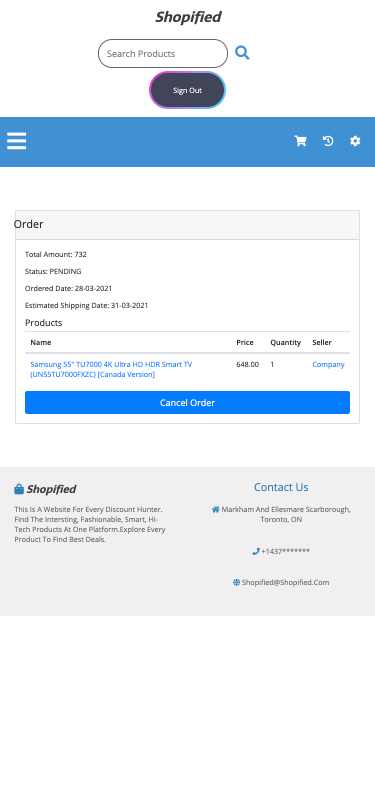 Shopified
Search Products
Sign Out
Order
Total Amount: 732
Status: PENDING
Ordered Date: 28-03-2021
Estimated Shipping Date: 31-03-2021
Products
Name Price Quantity Seller
Samsung 55" TU7000 4K Ultra HD HDR Smart TV 648.00 1 Company
(UN55TU7000FXZC) [Canada Version]
Cancel Order
Shopified
This Is A Website For Every Discount Hunter.
Find The Intersting, Fashionable, Smart, Hi-
Tech Products At One Platform.Explore Every
Product To Find Best Deals.
Contact Us
Markham And Ellesmare Scarborough,
Toronto, ON
+1437*******
Shopified@Shopified.Com